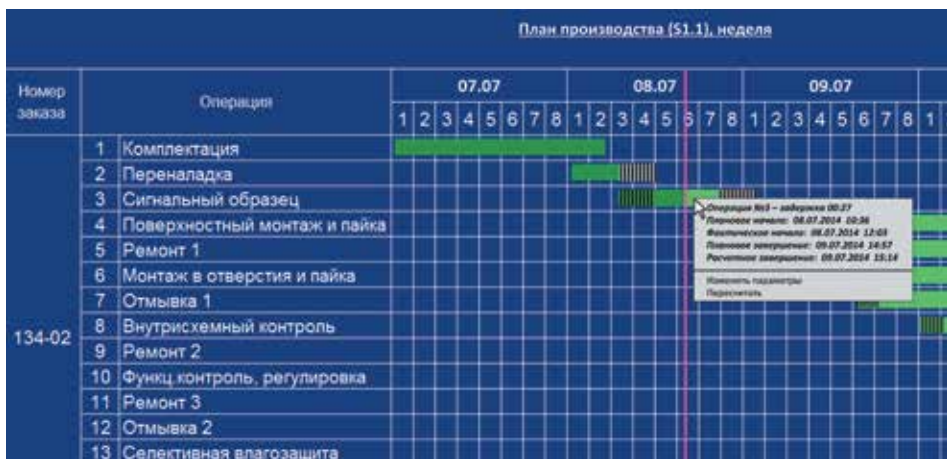 План производства (S1.1), неделя
Номер заказа
Операция
07.07
08.07
09.07
1 2 3 4 5 6 7 8 1 2 3 4 5 6 7 8 1 2 3 4 5 6 7 8 1
134-02
1 Комплектация
2 Переналадка
3 Сигнальный образец
4 Поверхностный монтаж и пайка
5 Ремонт 1
6 Монтаж в отверстия и пайка
7 Отмывка 1
8 Внутрисхемный контроль
9 Ремонт 2
10 Функц.контроль, регулировка
11 Ремонт 3
12 Отмывка 2
13 Селективная влагозащита
Операция №3 – задержка 00:27
Плановое начало: 08.07.2014 10:36
Фактическое начало: 08.07.2014 12:03
Плановое завершение: 09.07.2014 14:57
Расчетное завершение: 09.07.2014 15:14
Изменить параметры
Пересчитать